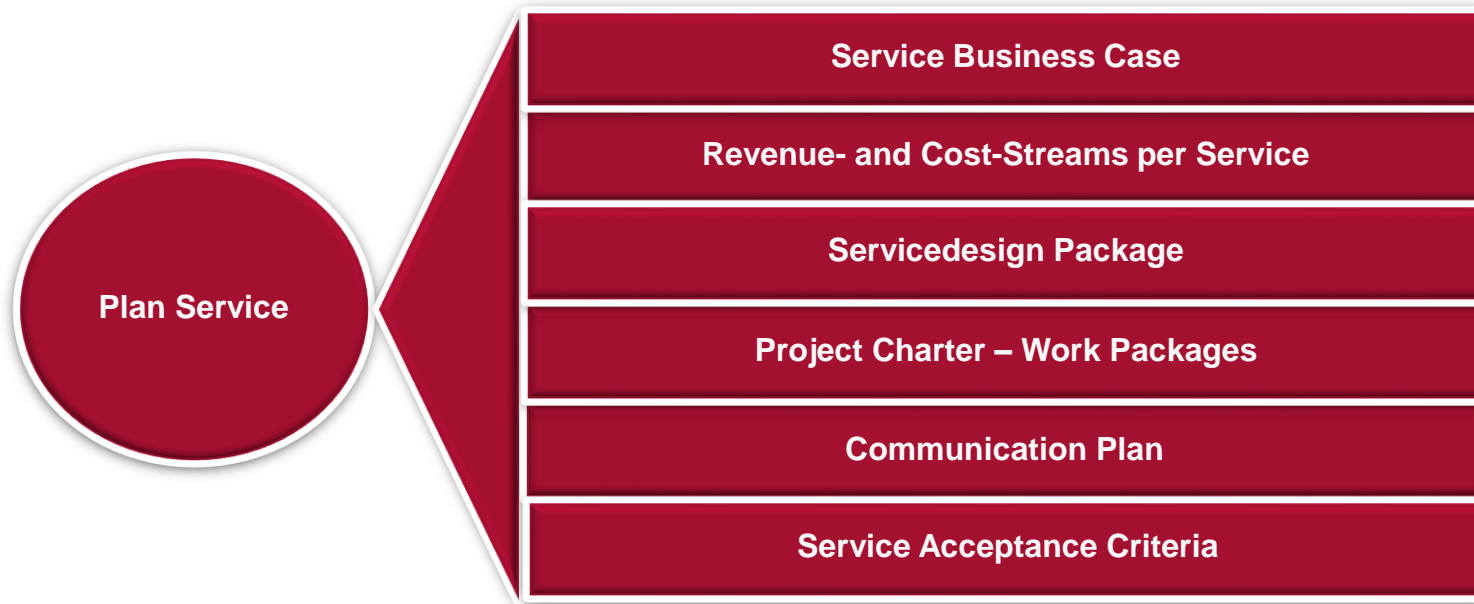 Service Business Case
Revenue- and Cost-Streams per Service
Servicedesign Package
Plan Service
Project Charter – Work Packages
Communication Plan
Service Acceptance Criteria